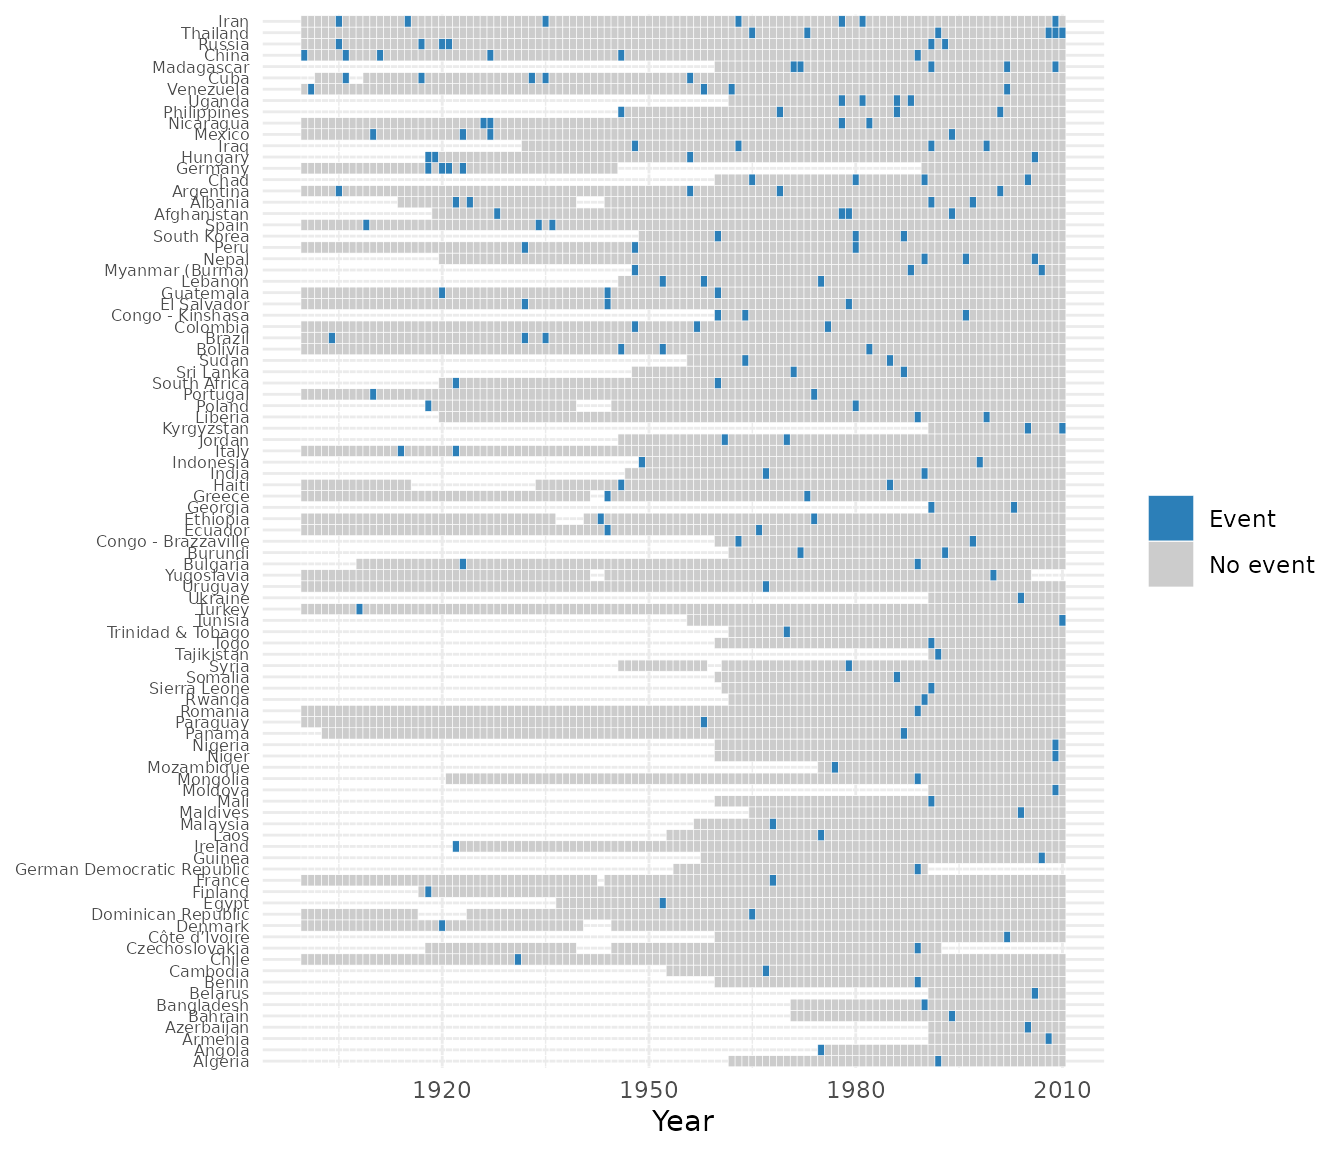 Iran
Thailand
Russia
China
Madagascar
Cuba
Venezuela
Uganda
Philippines
Nicaragua
Mexico
Iraq
Hungary
Germany
Chad
Argentina
Albania
Afghanistan
Spain
South Korea
Peru
Nepal
Myanmar (Burma)
Lebanon
Guatemala
El Salvador
Congo - Kinshasa
Colombia
Brazil
Bolivia
Sudan
Sri Lanka
South Africa
Portugal
Poland
Liberia
Kyrgyzstan
Jordan
Italy
Indonesia
India
Haiti
Greece
Georgia
Ethiopia
Ecuador
Congo - Brazzaville
Burundi
Bulgaria
Yugoslavia
Uruguay
Ukraine
Turkey
Tunisia
Trinidad & Tobago
Togo
Tajikistan
Syria
Somalia
Sierra Leone
Rwanda
Romania
Paraguay
Panama
Nigeria
Niger
Mozambique
Mongolia
Moldova
Mali
Maldives
Malaysia
Laos
Ireland
Guinea
German Democratic Republic
France
Finland
Egypt
Dominican Republic
Denmark
Côte d'Ivoire
Czechoslovakia
Chile
Cambodia
Benin
Belarus
Bangladesh
Bahrain
Azerbaijan
Armenia
Angola
Algeria
1920 1950 1980 2010
Year
Event
No event